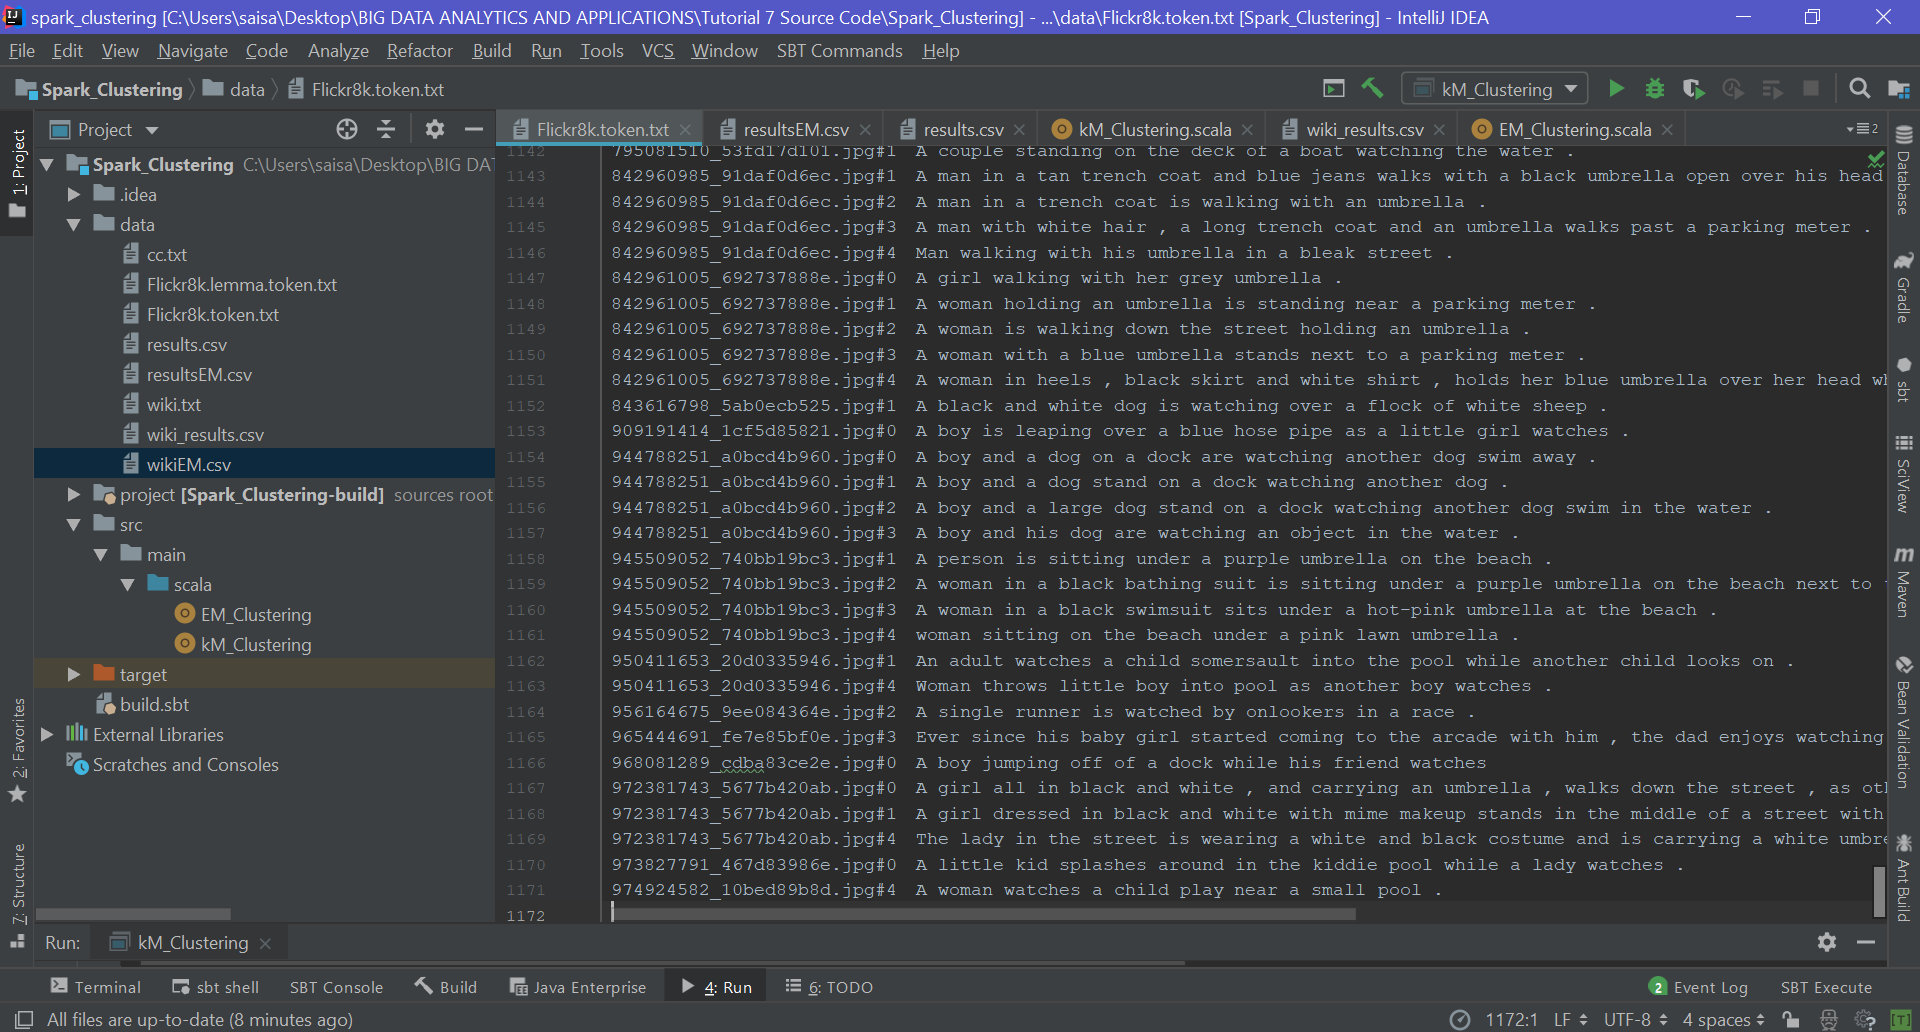 spark_clustering [C:\Users\saisa\Desktop\BIG DATA ANALYTICS AND APPLICATIONS\Tutorial 7 Source Code\Spark_Clustering] - ...\data\Flickr8k.token.txt [Spark_Clustering] - IntelliJ IDEA
File Edit View Navigate Code Analyze Refactor Build Run Tools VCS Window SBT Commands Help
Spark_Clustering data Flickr8k.token.txt kM_Clustering
Project Flickr8k.token.txt resultsEM.csv results.csv kM_Clustering.scala wiki_results.csv EM_Clustering.scala 2
1: Project
2: Favorites
7: Structure
Spark_Clustering C:\Users\saisa\Desktop\BIG DAT
.idea
data
cc.txt
Flickr8k.lemma.token.txt
Flickr8k.token.txt
results.csv
resultsEM.csv
wiki.txt
wiki_results.csv
wikiEM.csv
project [Spark_Clustering-build] sources root
src
main
scala
EM_Clustering
kM_Clustering
target
build.sbt
External Libraries
Scratches and Consoles
1142 795081510_53fd17d101.jpg#1 A couple standing on the deck of a boat watching the water .
1143 842960985_91daf0d6ec.jpg#1 A man in a tan trench coat and blue jeans walks with a black umbrella open over his head
1144 842960985_91daf0d6ec.jpg#2 A man in a trench coat is walking with an umbrella .
1145 842960985_91daf0d6ec.jpg#3 A man with white hair , a long trench coat and an umbrella walks past a parking meter .
1146 842960985_91daf0d6ec.jpg#4 Man walking with his umbrella in a bleak street .
1147 842961005_692737888e.jpg#0 A girl walking with her grey umbrella .
1148 842961005_692737888e.jpg#1 A woman holding an umbrella is standing near a parking meter .
1149 842961005_692737888e.jpg#2 A woman is walking down the street holding an umbrella .
1150 842961005_692737888e.jpg#3 A woman with a blue umbrella stands next to a parking meter .
1151 842961005_692737888e.jpg#4 A woman in heels , black skirt and white shirt , holds her blue umbrella over her head wh
1152 843616798_5ab0ecb525.jpg#1 A black and white dog is watching over a flock of white sheep .
1153 909191414_1cf5d85821.jpg#0 A boy is leaping over a blue hose pipe as a little girl watches .
1154 944788251_a0bcd4b960.jpg#0 A boy and a dog on a dock are watching another dog swim away .
1155 944788251_a0bcd4b960.jpg#1 A boy and a dog stand on a dock watching another dog .
1156 944788251_a0bcd4b960.jpg#2 A boy and a large dog stand on a dock watching another dog swim in the water .
1157 944788251_a0bcd4b960.jpg#3 A boy and his dog are watching an object in the water .
1158 945509052_740bb19bc3.jpg#1 A person is sitting under a purple umbrella on the beach .
1159 945509052_740bb19bc3.jpg#2 A woman in a black bathing suit is sitting under a purple umbrella on the beach next to
1160 945509052_740bb19bc3.jpg#3 A woman in a black swimsuit sits under a hot-pink umbrella at the beach .
1161 945509052_740bb19bc3.jpg#4 woman sitting on the beach under a pink lawn umbrella .
1162 950411653_20d0335946.jpg#1 An adult watches a child somersault into the pool while another child looks on .
1163 950411653_20d0335946.jpg#4 Woman throws little boy into pool as another boy watches .
1164 956164675_9ee084364e.jpg#2 A single runner is watched by onlookers in a race .
1165 965444691_fe7e85bf0e.jpg#3 Ever since his baby girl started coming to the arcade with him , the dad enjoys watching
1166 968081289_cdba83ce2e.jpg#0 A boy jumping off of a dock while his friend watches
1167 972381743_5677b420ab.jpg#0 A girl all in black and white , and carrying an umbrella , walks down the street , as oth
1168 972381743_5677b420ab.jpg#1 A girl dressed in black and white with mime makeup stands in the middle of a street with
1169 972381743_5677b420ab.jpg#4 The lady in the street is wearing a white and black costume and is carrying a white umbre
1170 973827791_467d83986e.jpg#0 A little kid splashes around in the kiddie pool while a lady watches .
1171 974924582_10bed89b8d.jpg#4 A woman watches a child play near a small pool .
1172
Database
Gradle
sbt
SciView
Maven
Bean Validation
Ant Build
Run: kM_Clustering
Terminal sbt shell SBT Console Build Java Enterprise 4: Run 6: TODO 2 Event Log SBT Execute
All files are up-to-date (8 minutes ago) 1172:1 LF UTF-8 4 spaces [T]